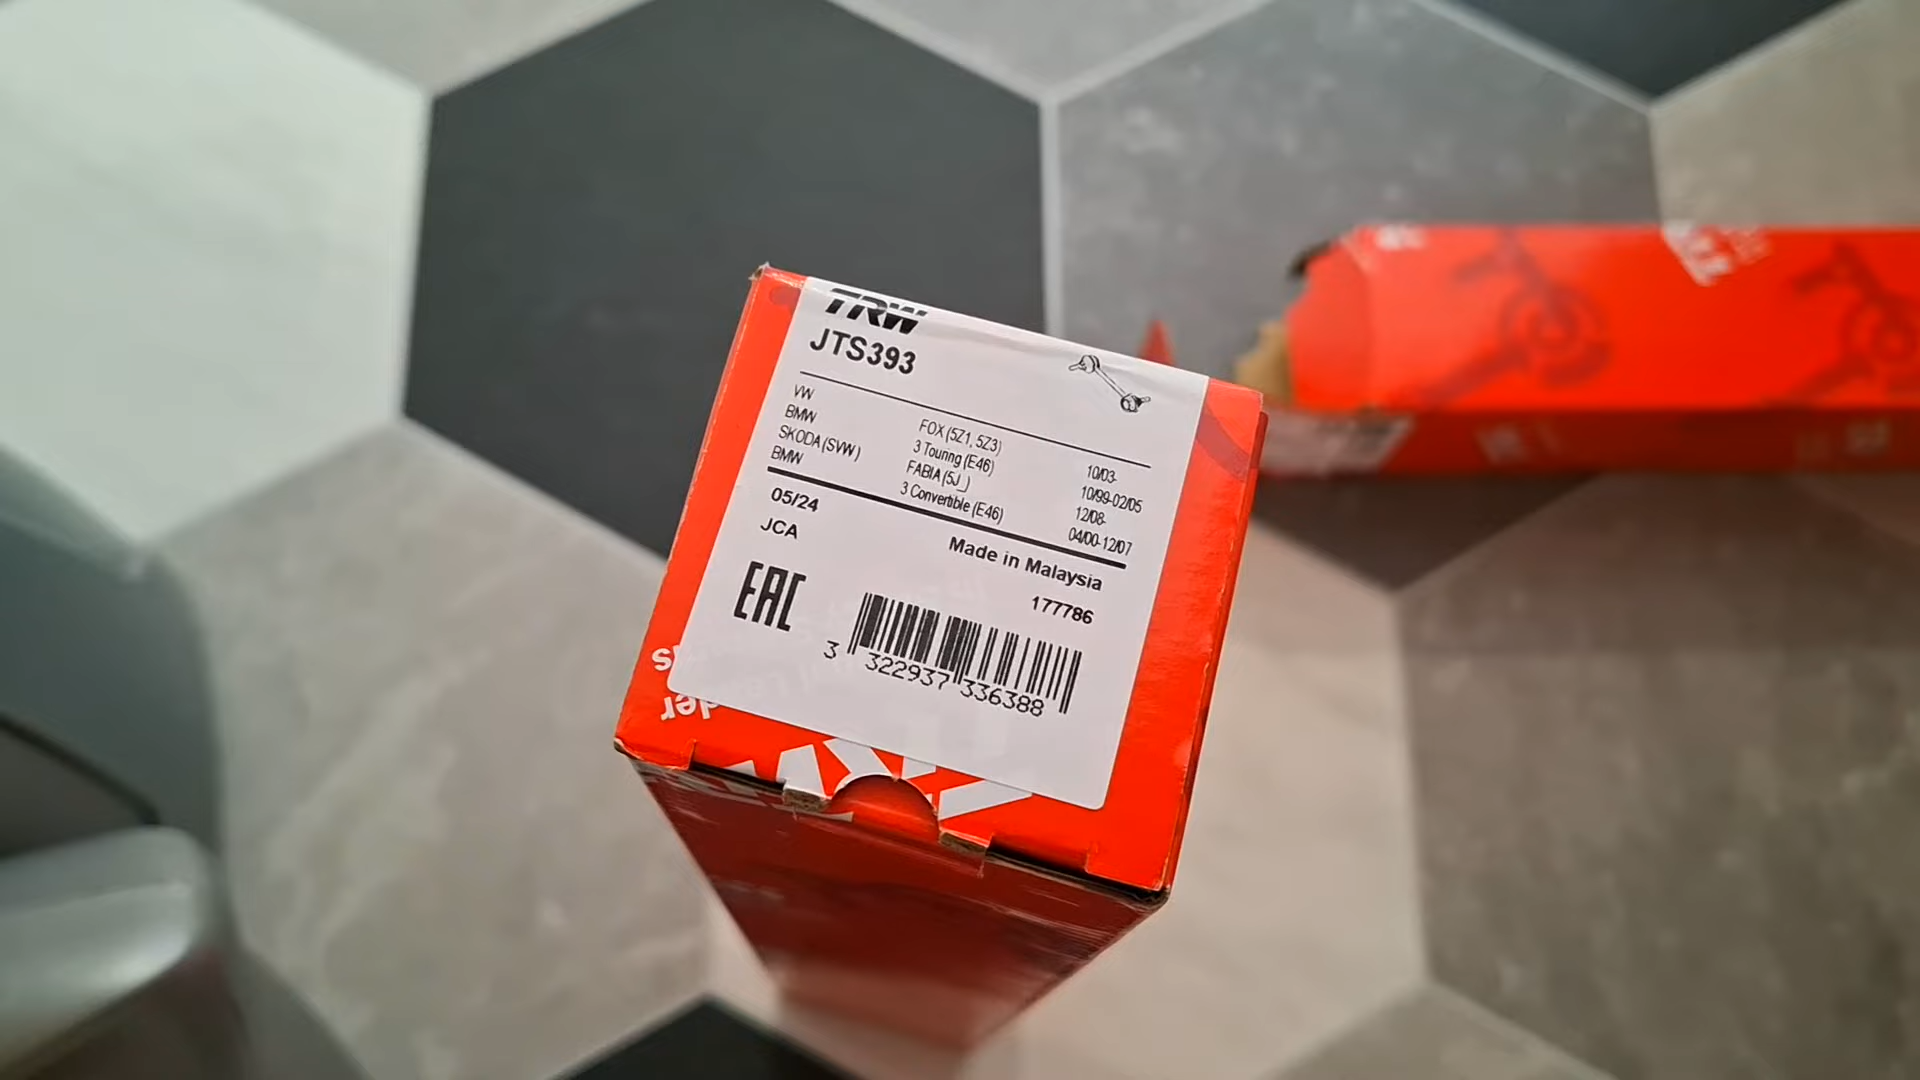 TRW
JTS393
VW FOX (5Z1, 5Z3) 10/03-
BMW 3 Touring (E46) 10/99-02/05
SKODA (SVW) FABIA (5J_) 12/08-
BMW 3 Convertible (E46) 04/00-12/07
05/24 Made in Malaysia
JCA 177786
EAC
3 322937 336388